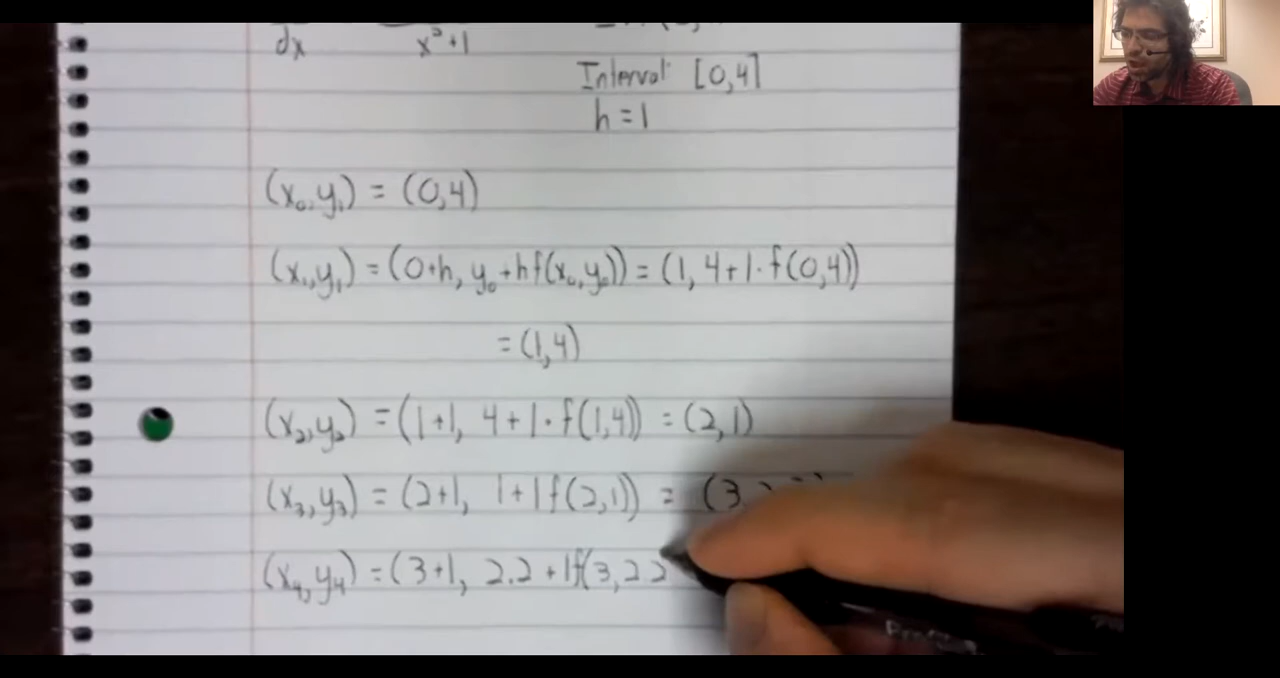 dx x²+1
Interval [0,4]
h=1
(x₀,y₁) = (0,4)
(x₁,y₁) = (0+h, y₀+hf(x₀,y₀)) = (1, 4+1·f(0,4))
= (1,4)
(x₂,y₂) = (1+1, 4+1·f(1,4)) = (2,1)
(x₃,y₃) = (2+1, 1+1f(2,1)) = (3,
(x₄,y₄) = (3+1, 2.2+1f(3,2.2